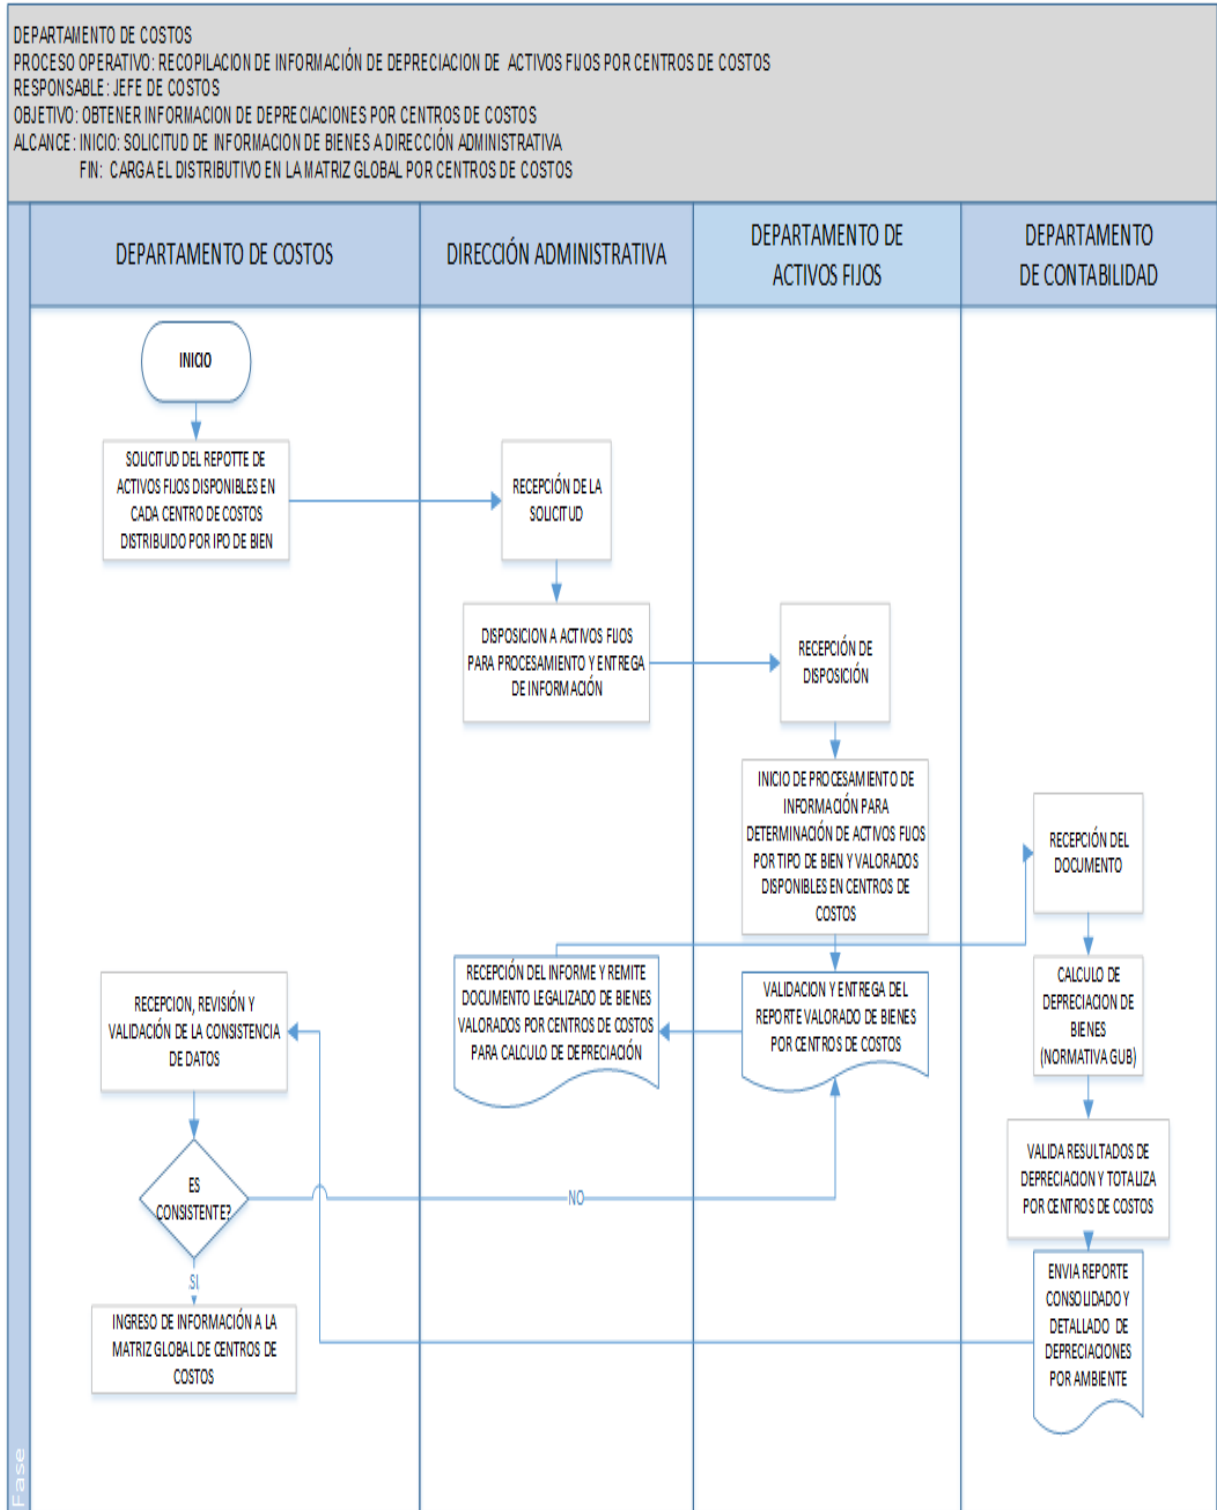 DEPARTAMENTO DE COSTOS
PROCESO OPERATIVO: RECOPILACION DE INFORMACIÓN DE DEPRECIACION DE ACTIVOS FIJOS POR CENTROS DE COSTOS
RESPONSABLE: JEFE DE COSTOS
OBJETIVO: OBTENER INFORMACION DE DEPRECIACIONES POR CENTROS DE COSTOS
ALCANCE: INICIO: SOLICITUD DE INFORMACION DE BIENES A DIRECCIÓN ADMINISTRATIVA
FIN: CARGA EL DISTRIBUTIVO EN LA MATRIZ GLOBAL POR CENTROS DE COSTOS
DEPARTAMENTO DE COSTOS
DIRECCIÓN ADMINISTRATIVA
DEPARTAMENTO DE
ACTIVOS FIJOS
DEPARTAMENTO
DE CONTABILIDAD
INICIO
SOLICITUD DEL REPOTTE DE
ACTIVOS FIJOS DISPONIBLES EN
CADA CENTRO DE COSTOS
DISTRIBUIDO POR IPO DE BIEN
RECEPCIÓN DE LA
SOLICITUD
DISPOSICION A ACTIVOS FIJOS
PARA PROCESAMIENTO Y ENTREGA
DE INFORMACIÓN
RECEPCIÓN DE
DISPOSICIÓN
INICIO DE PROCESAMIENTO DE
INFORMACIÓN PARA
DETERMINACIÓN DE ACTIVOS FIJOS
POR TIPO DE BIEN Y VALORADOS
DISPONIBLES EN CENTROS DE
COSTOS
RECEPCIÓN DEL
DOCUMENTO
RECEPCION, REVISIÓN Y
VALIDACIÓN DE LA CONSISTENCIA
DE DATOS
RECEPCIÓN DEL INFORME Y REMITE
DOCUMENTO LEGALIZADO DE BIENES
VALORADOS POR CENTROS DE COSTOS
PARA CALCULO DE DEPRECIACIÓN
VALIDACION Y ENTREGA DEL
REPORTE VALORADO DE BIENES
POR CENTROS DE COSTOS
CALCULO DE
DEPRECIACION DE
BIENES
(NORMATIVA GUB)
VALIDA RESULTADOS DE
DEPRECIACION Y TOTALIZA
POR CENTROS DE COSTOS
ES
CONSISTENTE?
NO
SI
ENVIA REPORTE
CONSOLIDADO Y
DETALLADO DE
DEPRECIACIONES
POR AMBIENTE
INGRESO DE INFORMACIÓN A LA
MATRIZ GLOBAL DE CENTROS DE
COSTOS
Fase